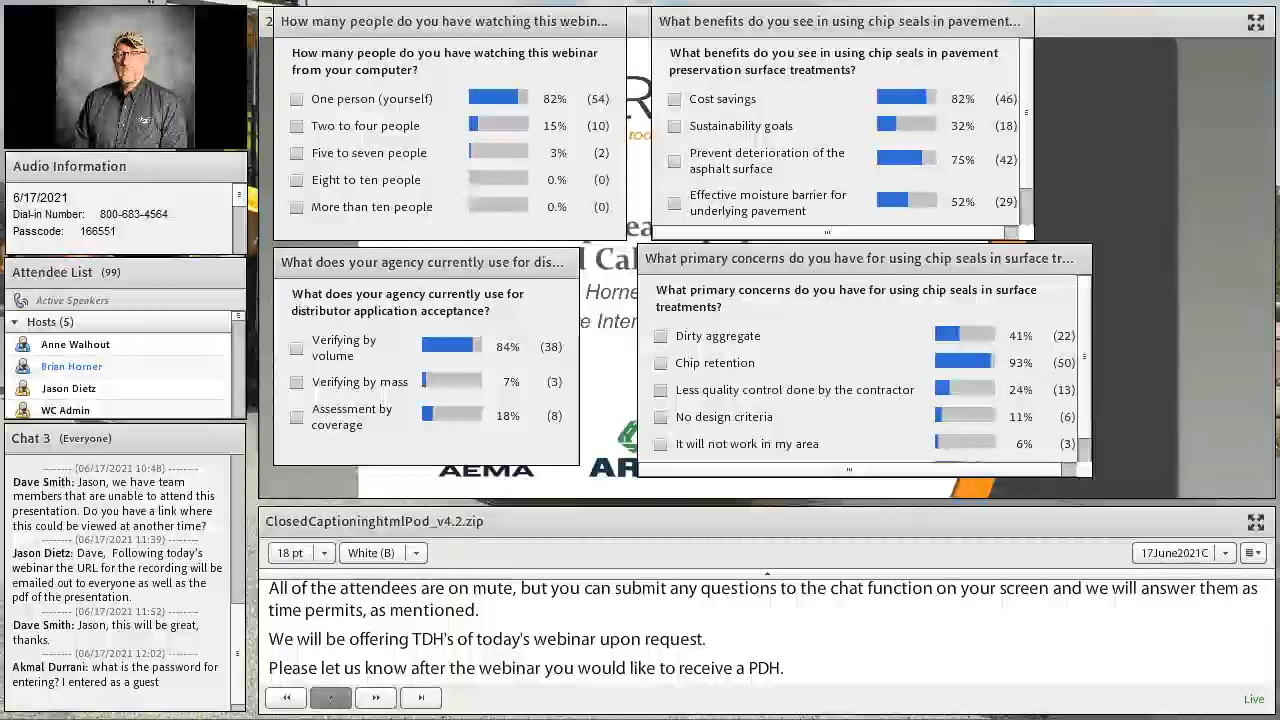 Audio Information
6/17/2021
Dial-in Number: 800-683-4564
Passcode: 166551
Attendee List (99)
Active Speakers
Hosts (5)
Anne Walhout
Brian Horner
Jason Dietz
WC Admin
Chat 3 (Everyone)
------- (06/17/2021 10:48) --------
Dave Smith: Jason, we have team
members that are unable to attend this
presentation. Do you have a link where
this could be viewed at another time?
------- (06/17/2021 11:39) --------
Jason Dietz: Dave, Following today's
webinar the URL for the recording will be
emailed out to everyone as well as the
pdf of the presentation.
------- (06/17/2021 11:52) --------
Dave Smith: Jason, this will be great,
thanks.
------- (06/17/2021 12:02) --------
Akmal Durrani: what is the password for
entering? I entered as a guest
2
How many people do you have watching this webin...
How many people do you have watching this webinar
from your computer?
One person (yourself) 82% (54)
Two to four people 15% (10)
Five to seven people 3% (2)
Eight to ten people 0.% (0)
More than ten people 0.% (0)
What benefits do you see in using chip seals in pavement...
What benefits do you see in using chip seals in pavement
preservation surface treatments?
Cost savings 82% (46)
Sustainability goals 32% (18)
Prevent deterioration of the
asphalt surface 75% (42)
Effective moisture barrier for
underlying pavement 52% (29)
What does your agency currently use for dis...
What does your agency currently use for
distributor application acceptance?
Verifying by
volume 84% (38)
Verifying by mass 7% (3)
Assessment by
coverage 18% (8)
What primary concerns do you have for using chip seals in surface tr...
What primary concerns do you have for using chip seals in surface
treatments?
Dirty aggregate 41% (22)
Chip retention 93% (50)
Less quality control done by the contractor 24% (13)
No design criteria 11% (6)
It will not work in my area 6% (3)
Horne
e Inter
AEMA
AR
ClosedCaptioninghtmlPod_v4.2.zip
18 pt White (B) 17June2021C
All of the attendees are on mute, but you can submit any questions to the chat function on your screen and we will answer them as
time permits, as mentioned.
We will be offering TDH's of today's webinar upon request.
Please let us know after the webinar you would like to receive a PDH.
Live